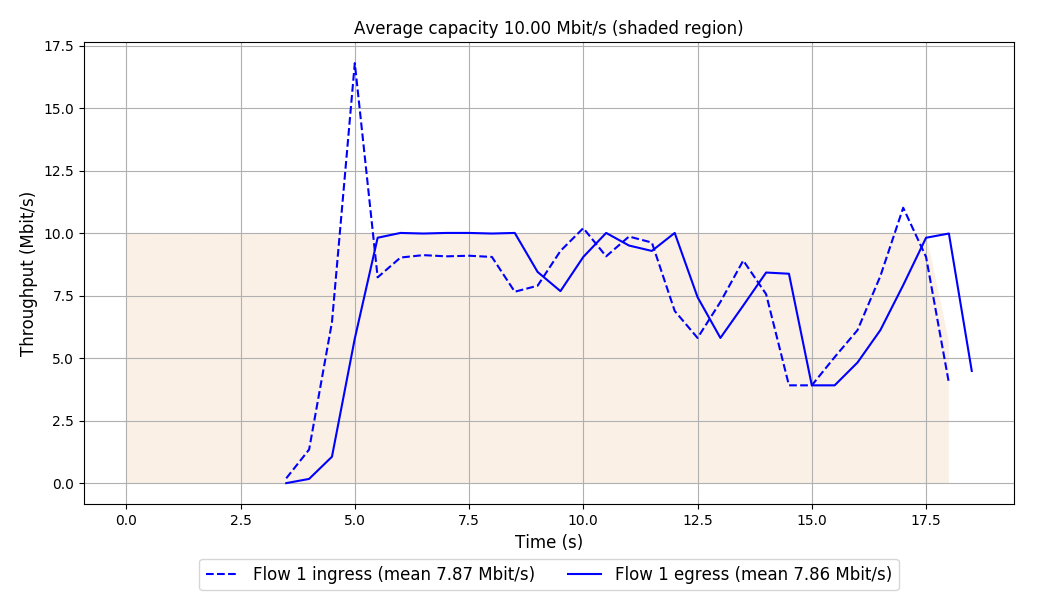 Average capacity 10.00 Mbit/s (shaded region)
Throughput (Mbit/s)
17.5
15.0
12.5
10.0
7.5
5.0
2.5
0.0
0.0 2.5 5.0 7.5 10.0 12.5 15.0 17.5
Time (s)
Flow 1 ingress (mean 7.87 Mbit/s) Flow 1 egress (mean 7.86 Mbit/s)